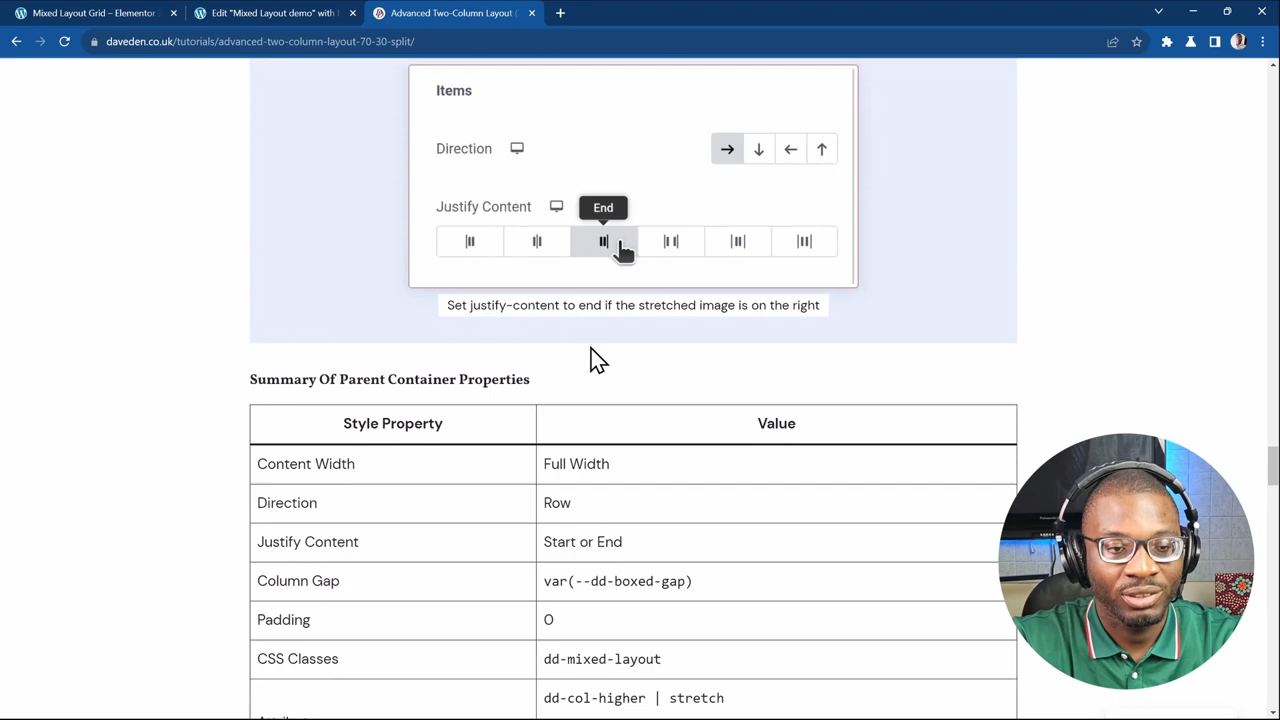 Mixed Layout Grid – Elementor
Edit "Mixed Layout demo" with
Advanced Two-Column Layout (
daveden.co.uk/tutorials/advanced-two-column-layout-70-30-split/
Items
Direction
Justify Content
End
Set justify-content to end if the stretched image is on the right
Summary Of Parent Container Properties
Style Property Value
Content Width Full Width
Direction Row
Justify Content Start or End
Column Gap var(--dd-boxed-gap)
Padding 0
CSS Classes dd-mixed-layout
dd-col-higher | stretch